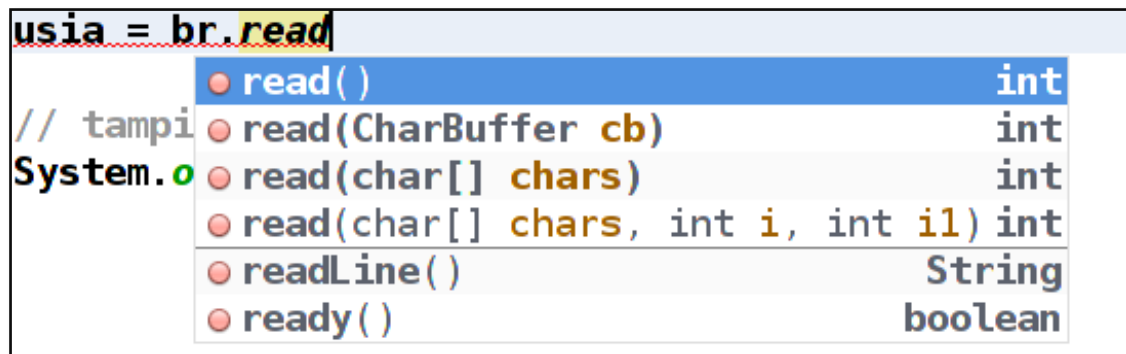 usia = br.read
read() int
// tampi read(CharBuffer cb) int
System.o read(char[] chars) int
read(char[] chars, int i, int i1) int
readLine() String
ready() boolean